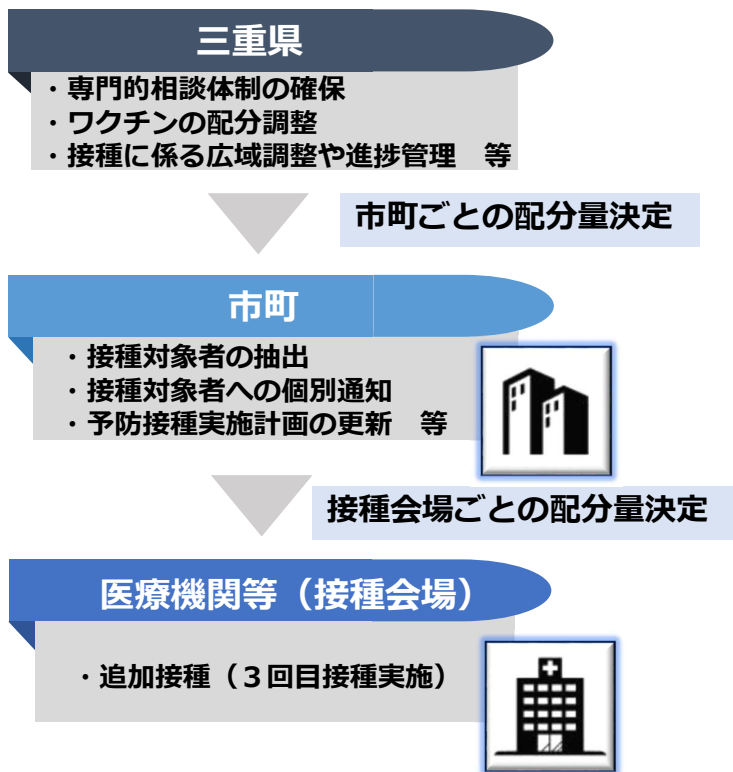 三重県
・専門的相談体制の確保
・ワクチンの配分調整
・接種に係る広域調整や進捗管理　等
市町ごとの配分量決定
市町
・接種対象者の抽出
・接種対象者への個別通知
・予防接種実施計画の更新　等
接種会場ごとの配分量決定
医療機関等（接種会場）
・追加接種（３回目接種実施）